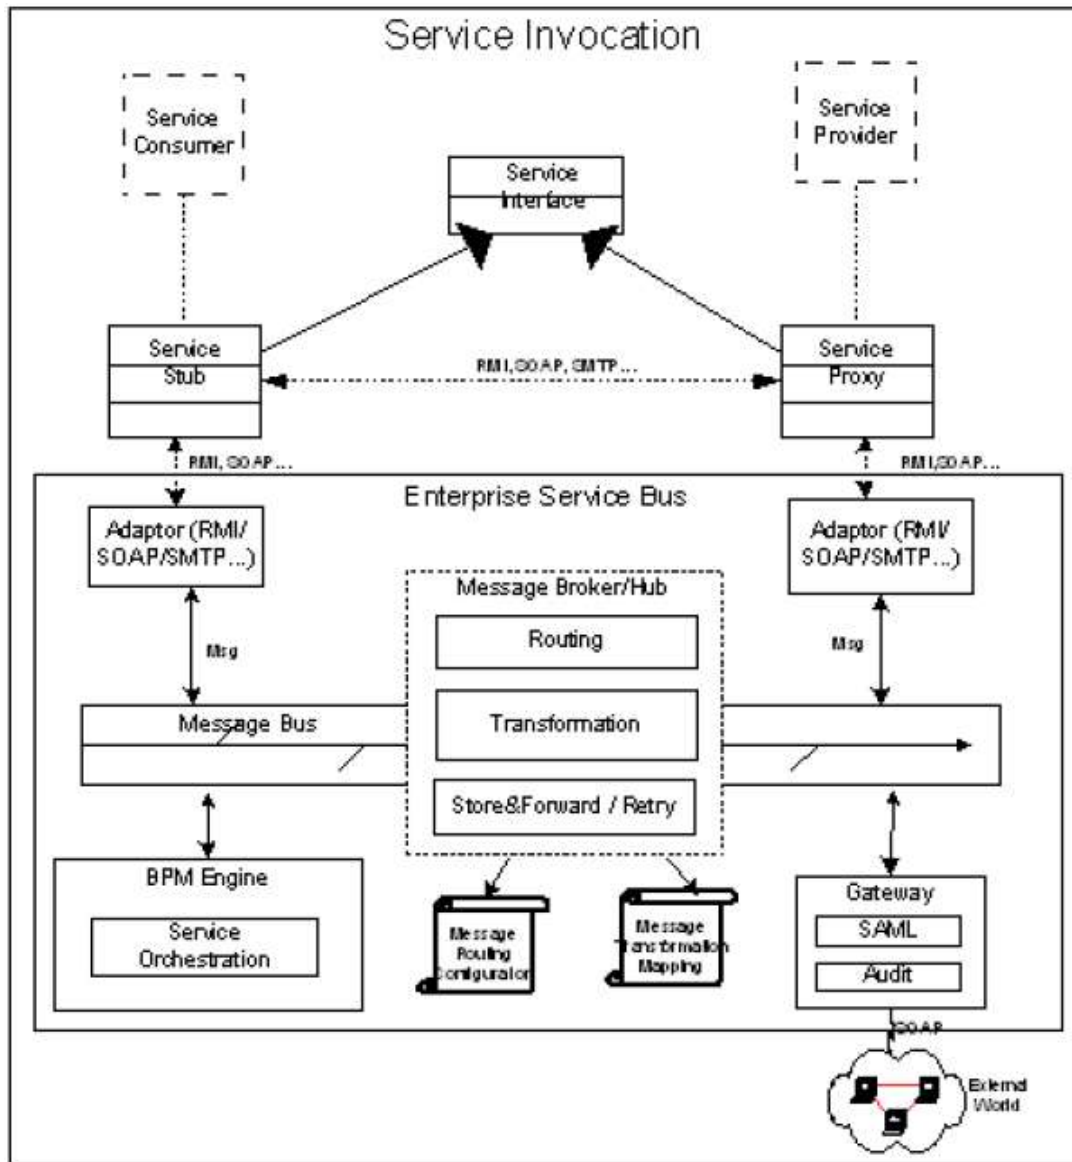 Service Invocation
Service
Consumer
Service
Provider
Service
Interface
Service
Stub
RMI,SOAP, SMTP...
Service
Proxy
RMI, SOAP...
RMI,SOAP...
Enterprise Service Bus
Adaptor (RMI/
SOAP/SMTP...)
Adaptor (RMI/
SOAP/SMTP...)
Message Broker/Hub
Routing
Msg
Msg
Message Bus
Transformation
Store&Forward / Retry
BPM Engine
Service
Orchestration
Message
Routing
Configuration
Message
Transformation
Mapping
Gateway
SAML
Audit
SOAP
External
World